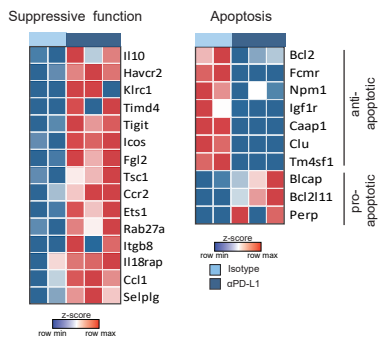 Suppressive function
Il10
Havcr2
Klrc1
Timd4
Tigit
Icos
Fgl2
Tsc1
Ccr2
Ets1
Rab27a
Itgb8
Il18rap
Ccl1
Selplg
z-score
row min row max
Apoptosis
Bcl2
Fcmr
Npm1
Igf1r
Caap1
Clu
Tm4sf1
Blcap
Bcl2l11
Perp
anti-
apoptotic
pro-
apoptotic
z-score
row min row max
Isotype
αPD-L1